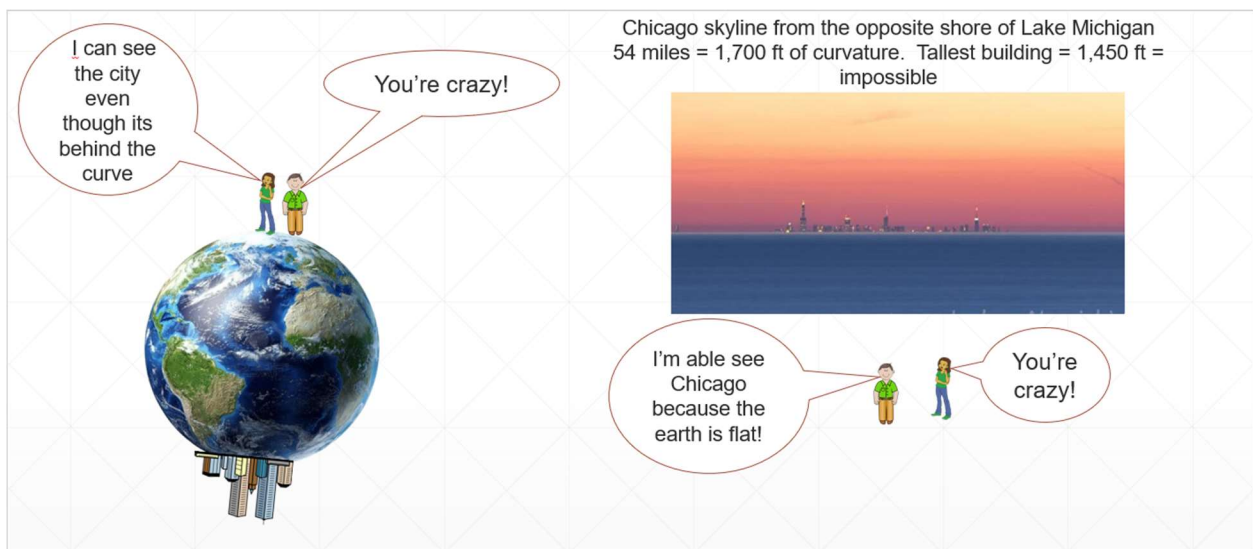 I can see
the city
even
though its
behind the
curve
You're crazy!
Chicago skyline from the opposite shore of Lake Michigan
54 miles = 1,700 ft of curvature.  Tallest building = 1,450 ft =
impossible
I'm able see
Chicago
because the
earth is flat!
You're
crazy!